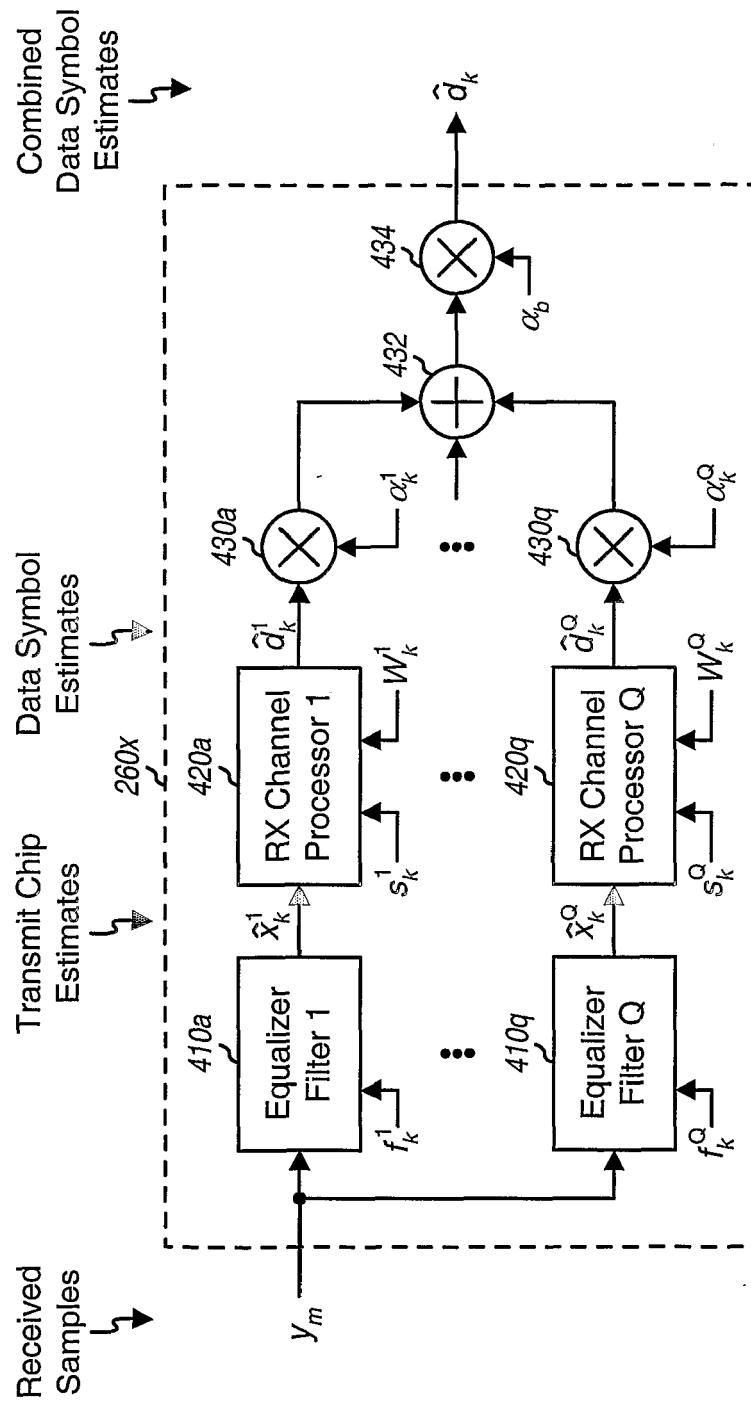 Received
Samples
Transmit Chip
Estimates
Data Symbol
Estimates
Combined
Data Symbol
Estimates
260x
y_m
410a
Equalizer
Filter 1
f_k^1
x̂_k^1
420a
RX Channel
Processor 1
s_k^1
W_k^1
d̂_k^1
430a
α_k^1
432
434
α_b
d̂_k
410q
Equalizer
Filter Q
f_k^Q
x̂_k^Q
420q
RX Channel
Processor Q
s_k^Q
W_k^Q
d̂_k^Q
430q
α_k^Q